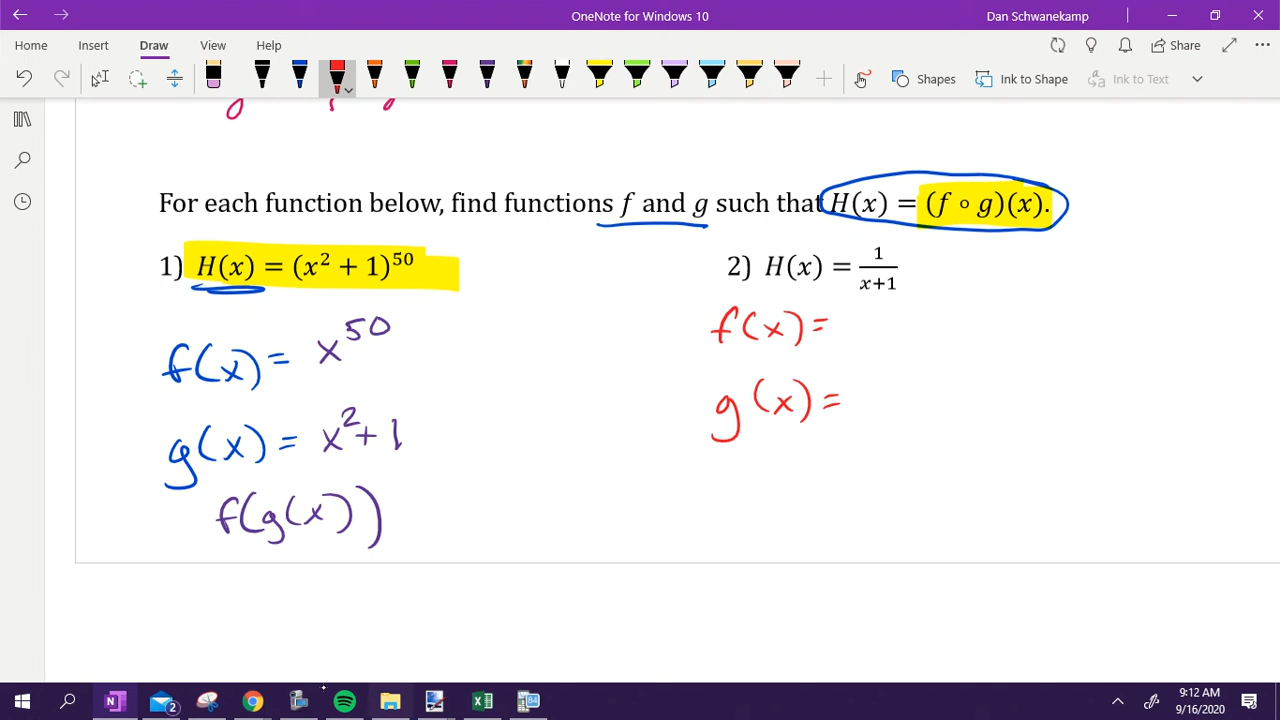 OneNote for Windows 10
Dan Schwanekamp
Home Insert Draw View Help
Share
Shapes Ink to Shape Ink to Text
For each function below, find functions f and g such that H(x) = (f ∘ g)(x).
1) H(x) = (x² + 1)⁵⁰
2) H(x) = 1/(x+1)
f(x) = x⁵⁰
g(x) = x² + 1
f(g(x))
f(x) =
g(x) =
2
9:12 AM
9/16/2020